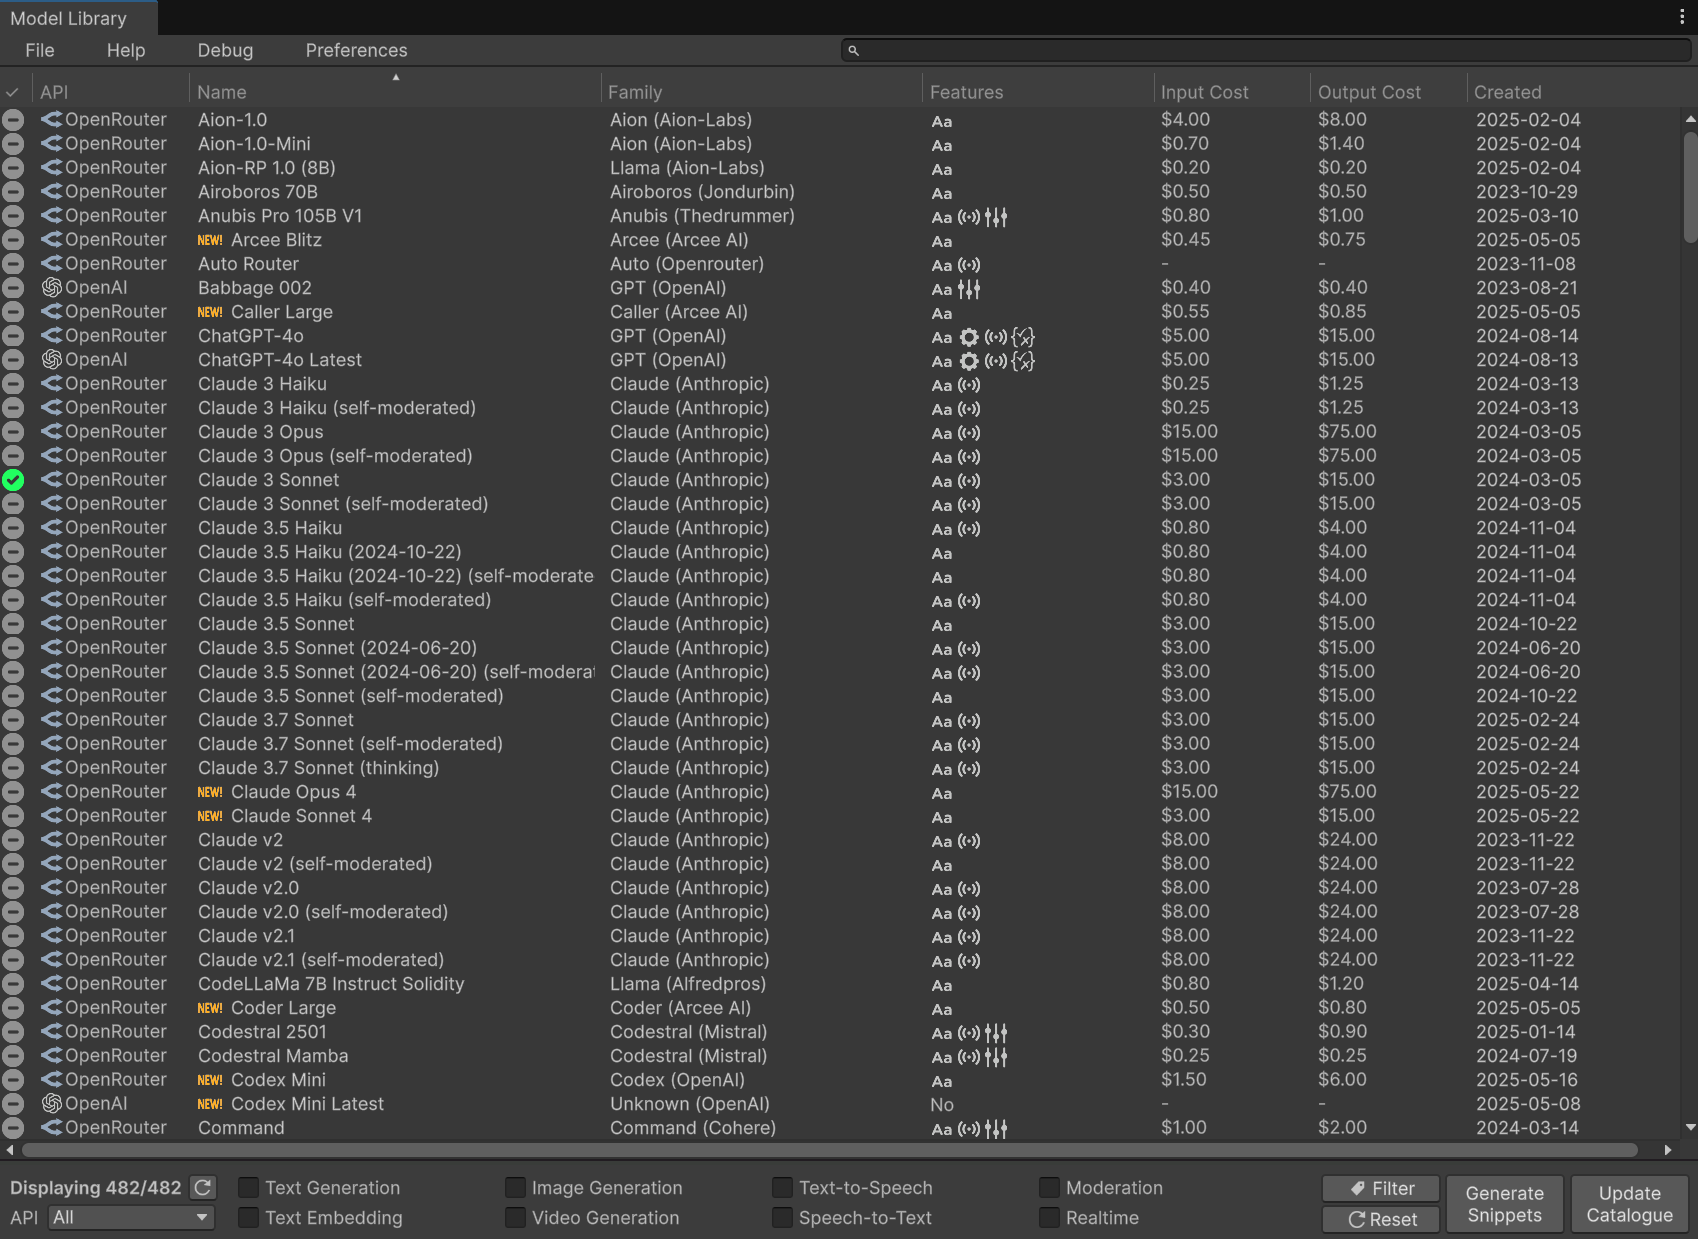 Model Library
File Help Debug Preferences
API Name Family Features Input Cost Output Cost Created
OpenRouter Aion-1.0 Aion (Aion-Labs) Aa $4.00 $8.00 2025-02-04
OpenRouter Aion-1.0-Mini Aion (Aion-Labs) Aa $0.70 $1.40 2025-02-04
OpenRouter Aion-RP 1.0 (8B) Llama (Aion-Labs) Aa $0.20 $0.20 2025-02-04
OpenRouter Airoboros 70B Airoboros (Jondurbin) Aa $0.50 $0.50 2023-10-29
OpenRouter Anubis Pro 105B V1 Anubis (Thedrummer) Aa $0.80 $1.00 2025-03-10
OpenRouter NEW! Arcee Blitz Arcee (Arcee AI) Aa $0.45 $0.75 2025-05-05
OpenRouter Auto Router Auto (Openrouter) Aa - - 2023-11-08
OpenAI Babbage 002 GPT (OpenAI) Aa $0.40 $0.40 2023-08-21
OpenRouter NEW! Caller Large Caller (Arcee AI) Aa $0.55 $0.85 2025-05-05
OpenRouter ChatGPT-4o GPT (OpenAI) Aa $5.00 $15.00 2024-08-14
OpenAI ChatGPT-4o Latest GPT (OpenAI) Aa $5.00 $15.00 2024-08-13
OpenRouter Claude 3 Haiku Claude (Anthropic) Aa $0.25 $1.25 2024-03-13
OpenRouter Claude 3 Haiku (self-moderated) Claude (Anthropic) Aa $0.25 $1.25 2024-03-13
OpenRouter Claude 3 Opus Claude (Anthropic) Aa $15.00 $75.00 2024-03-05
OpenRouter Claude 3 Opus (self-moderated) Claude (Anthropic) Aa $15.00 $75.00 2024-03-05
OpenRouter Claude 3 Sonnet Claude (Anthropic) Aa $3.00 $15.00 2024-03-05
OpenRouter Claude 3 Sonnet (self-moderated) Claude (Anthropic) Aa $3.00 $15.00 2024-03-05
OpenRouter Claude 3.5 Haiku Claude (Anthropic) Aa $0.80 $4.00 2024-11-04
OpenRouter Claude 3.5 Haiku (2024-10-22) Claude (Anthropic) Aa $0.80 $4.00 2024-11-04
OpenRouter Claude 3.5 Haiku (2024-10-22) (self-moderate Claude (Anthropic) Aa $0.80 $4.00 2024-11-04
OpenRouter Claude 3.5 Haiku (self-moderated) Claude (Anthropic) Aa $0.80 $4.00 2024-11-04
OpenRouter Claude 3.5 Sonnet Claude (Anthropic) Aa $3.00 $15.00 2024-10-22
OpenRouter Claude 3.5 Sonnet (2024-06-20) Claude (Anthropic) Aa $3.00 $15.00 2024-06-20
OpenRouter Claude 3.5 Sonnet (2024-06-20) (self-modera Claude (Anthropic) Aa $3.00 $15.00 2024-06-20
OpenRouter Claude 3.5 Sonnet (self-moderated) Claude (Anthropic) Aa $3.00 $15.00 2024-10-22
OpenRouter Claude 3.7 Sonnet Claude (Anthropic) Aa $3.00 $15.00 2025-02-24
OpenRouter Claude 3.7 Sonnet (self-moderated) Claude (Anthropic) Aa $3.00 $15.00 2025-02-24
OpenRouter Claude 3.7 Sonnet (thinking) Claude (Anthropic) Aa $3.00 $15.00 2025-02-24
OpenRouter NEW! Claude Opus 4 Claude (Anthropic) Aa $15.00 $75.00 2025-05-22
OpenRouter NEW! Claude Sonnet 4 Claude (Anthropic) Aa $3.00 $15.00 2025-05-22
OpenRouter Claude v2 Claude (Anthropic) Aa $8.00 $24.00 2023-11-22
OpenRouter Claude v2 (self-moderated) Claude (Anthropic) Aa $8.00 $24.00 2023-11-22
OpenRouter Claude v2.0 Claude (Anthropic) Aa $8.00 $24.00 2023-07-28
OpenRouter Claude v2.0 (self-moderated) Claude (Anthropic) Aa $8.00 $24.00 2023-07-28
OpenRouter Claude v2.1 Claude (Anthropic) Aa $8.00 $24.00 2023-11-22
OpenRouter Claude v2.1 (self-moderated) Claude (Anthropic) Aa $8.00 $24.00 2023-11-22
OpenRouter CodeLLaMa 7B Instruct Solidity Llama (Alfredpros) Aa $0.80 $1.20 2025-04-14
OpenRouter NEW! Coder Large Coder (Arcee AI) Aa $0.50 $0.80 2025-05-05
OpenRouter Codestral 2501 Codestral (Mistral) Aa $0.30 $0.90 2025-01-14
OpenRouter Codestral Mamba Codestral (Mistral) Aa $0.25 $0.25 2024-07-19
OpenRouter NEW! Codex Mini Codex (OpenAI) Aa $1.50 $6.00 2025-05-16
OpenAI NEW! Codex Mini Latest Unknown (OpenAI) No - - 2025-05-08
OpenRouter Command Command (Cohere) Aa $1.00 $2.00 2024-03-14
Displaying 482/482 Text Generation Image Generation Text-to-Speech Moderation Filter
API All Text Embedding Video Generation Speech-to-Text Realtime Reset
Generate
Snippets
Update
Catalogue